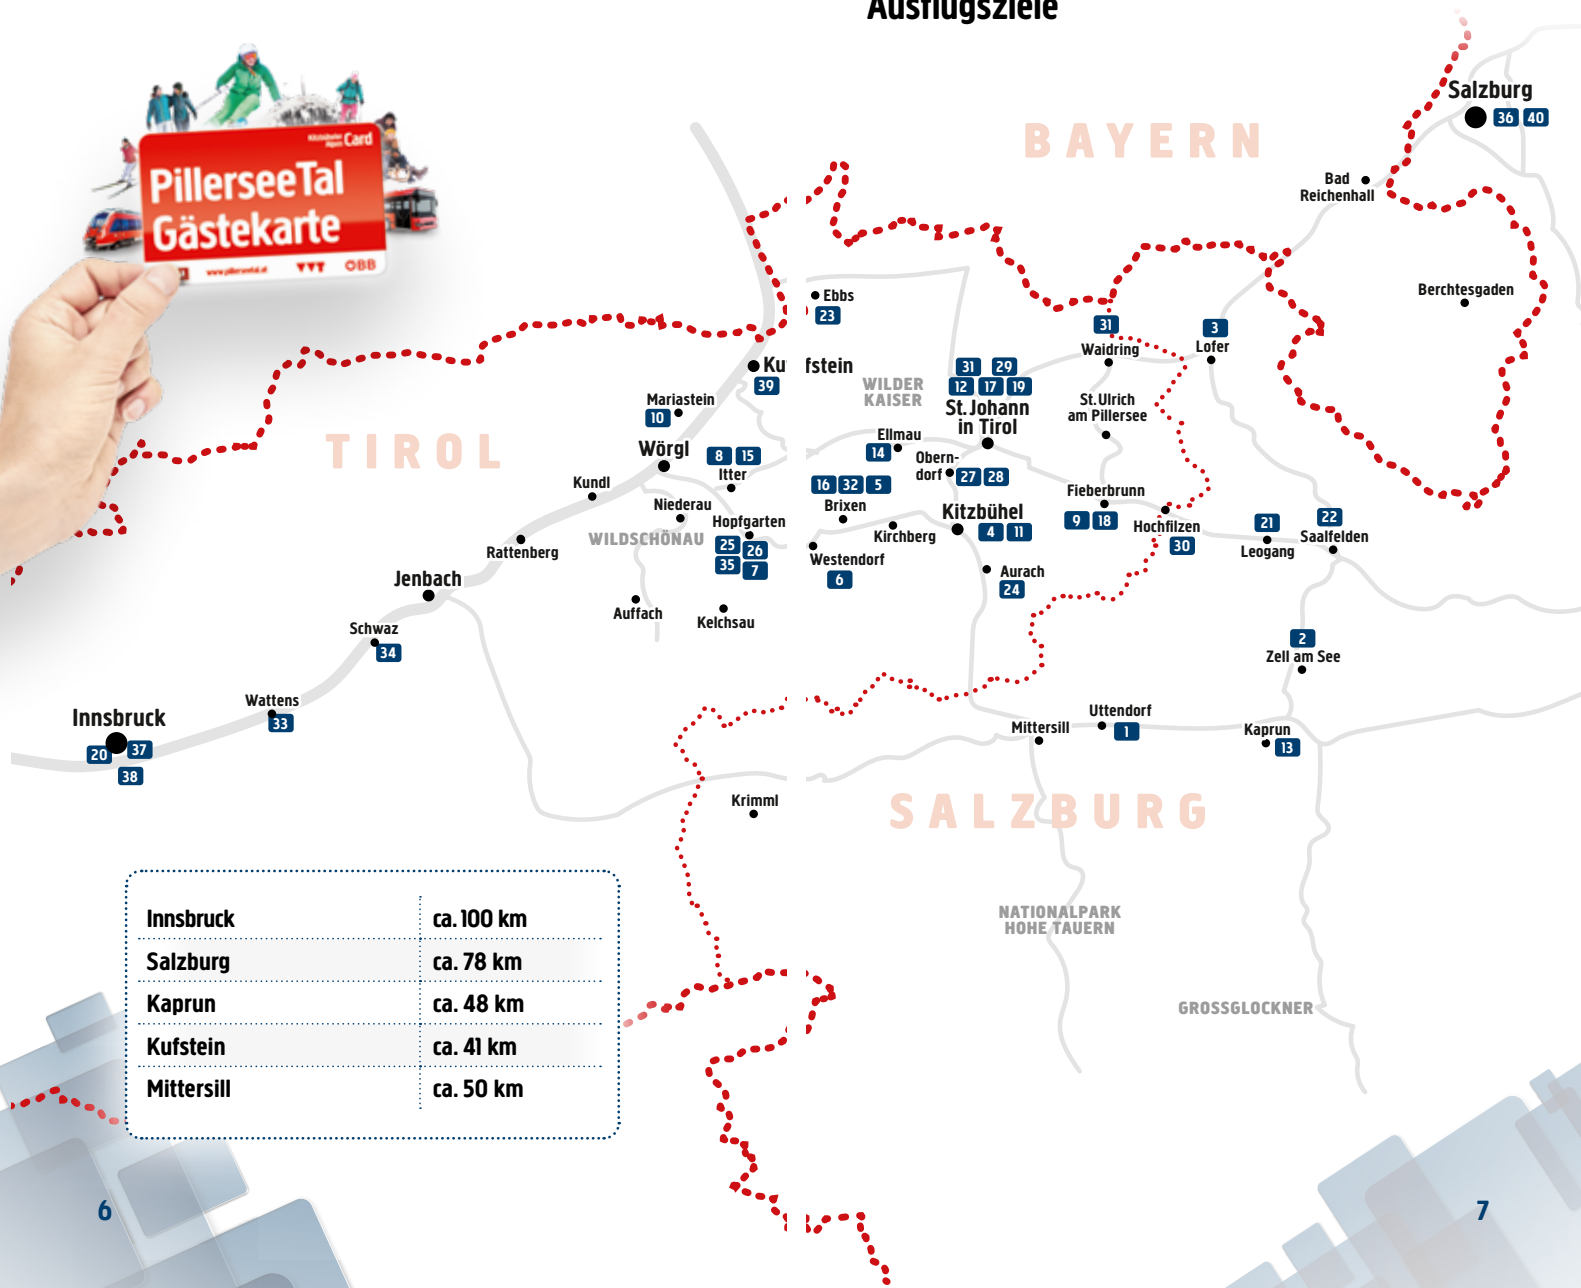 Ausflugsziele
Kitzbüheler
Alpen Card
PillerseeTal
Gästekarte
www.pillerseetal.at
ÖBB
BAYERN
Salzburg
36 40
Bad
Reichenhall
Berchtesgaden
Ebbs
23
Kufstein
39
WILDER
KAISER
31 29
12 17 19
St. Johann
in Tirol
31
Waidring
3
Lofer
St. Ulrich
am Pillersee
Mariastein
10
TIROL
Wörgl
8 15
Itter
Ellmau
14
Obern-
dorf 27 28
Kundl
Niederau
WILDSCHÖNAU
Hopfgarten
25 26
35 7
16 32 5
Brixen
Kirchberg
Kitzbühel
4 11
Fieberbrunn
9 18
Hochfilzen
30
21
Leogang
22
Saalfelden
Rattenberg
Westendorf
6
Aurach
24
Jenbach
Auffach
Kelchsau
Schwaz
34
2
Zell am See
Wattens
33
Innsbruck
20 37
38
Mittersill
Uttendorf
1
Kaprun
13
Krimml
SALZBURG
NATIONALPARK
HOHE TAUERN
GROSSGLOCKNER
Innsbruck ca. 100 km
Salzburg ca. 78 km
Kaprun ca. 48 km
Kufstein ca. 41 km
Mittersill ca. 50 km
6
7